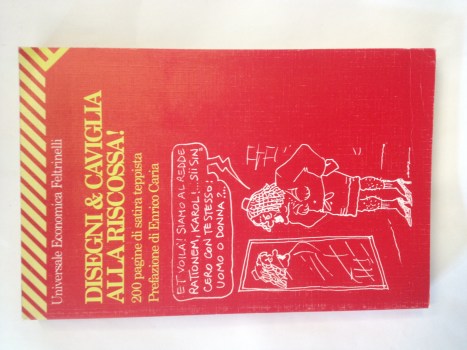 Universale Economica Feltrinelli
DISEGNI & CAVIGLIA
ALLA RISCOSSA!
200 pagine di satira teppista
Prefazione di Enrico Caria
ET VOILÀ! SIAMO AL REDDE
RATIONEM, KAROL!...SII SIN
CERO CON TE STESSO:
UOMO O DONNA?...